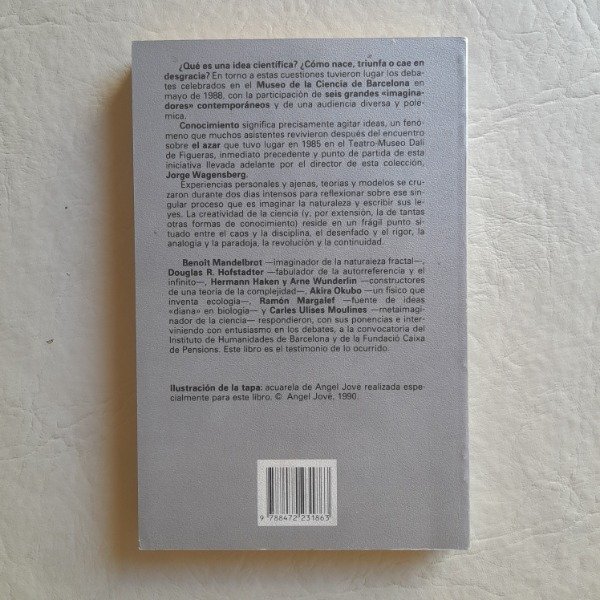 ¿Qué es una idea científica? ¿Cómo nace, triunfa o cae en
desgracia? En torno a estas cuestiones tuvieron lugar los deba-
tes celebrados en el Museo de la Ciencia de Barcelona en
mayo de 1988, con la participación de seis grandes «imagina-
dores» contemporáneos y de una audiencia diversa y polé-
mica.
Conocimiento significa precisamente agitar ideas, un fenó-
meno que muchos asistentes revivieron después del encuentro
sobre el azar que tuvo lugar en 1985 en el Teatro-Museo Dalí
de Figueras, inmediato precedente y punto de partida de esta
iniciativa llevada adelante por el director de esta colección,
Jorge Wagensberg.
Experiencias personales y ajenas, teorías y modelos se cru-
zaron durante dos días intensos para reflexionar sobre ese sin-
gular proceso que es imaginar la naturaleza y escribir sus le-
yes. La creatividad de la ciencia (y, por extensión, la de tantas
otras formas de conocimiento) reside en un frágil punto si-
tuado entre el caos y la disciplina, el desenfado y el rigor, la
analogía y la paradoja, la revolución y la continuidad.
Benoît Mandelbrot —imaginador de la naturaleza fractal—,
Douglas R. Hofstadter —fabulador de la autorreferencia y el
infinito—, Hermann Haken y Arne Wunderlin —constructores
de una teoría de la complejidad—, Akira Okubo —un físico que
inventa ecología—, Ramón Margalef —fuente de ideas
«diana» en biología— y Carles Ulises Moulines —metaimagi-
nador de la ciencia— respondieron, con sus ponencias e inter-
viniendo con entusiasmo en los debates, a la convocatoria del
Instituto de Humanidades de Barcelona y de la Fundació Caixa
de Pensions. Este libro es el testimonio de lo ocurrido.
Ilustración de la tapa: acuarela de Angel Jové realizada espe-
cialmente para este libro. © Angel Jové, 1990.
9 788472 231863